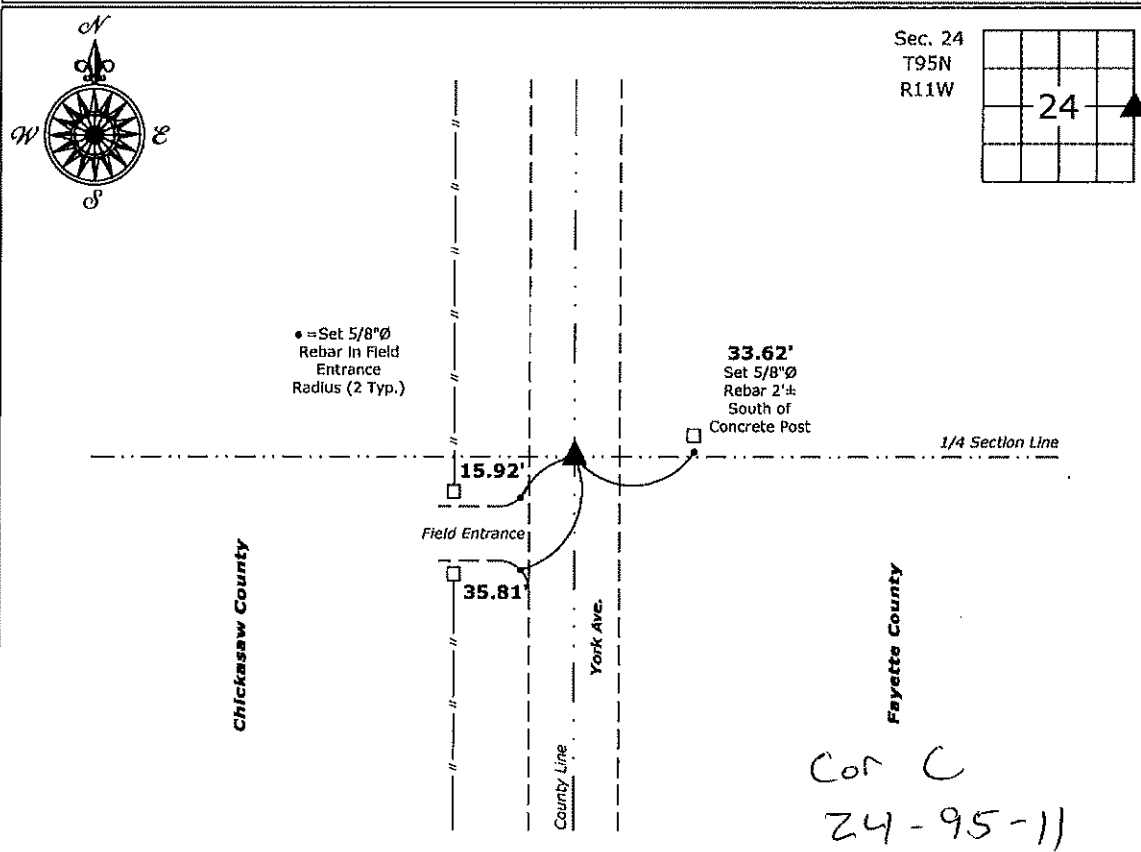 N
W
E
S
Sec. 24
T95N
R11W
24
● =Set 5/8"Ø
Rebar In Field
Entrance
Radius (2 Typ.)
33.62'
Set 5/8"Ø
Rebar 2'±
South of
Concrete Post
1/4 Section Line
15.92'
Field Entrance
35.81'
Chickasaw County
County Line
York Ave.
Fayette County
Cor C
24-95-11